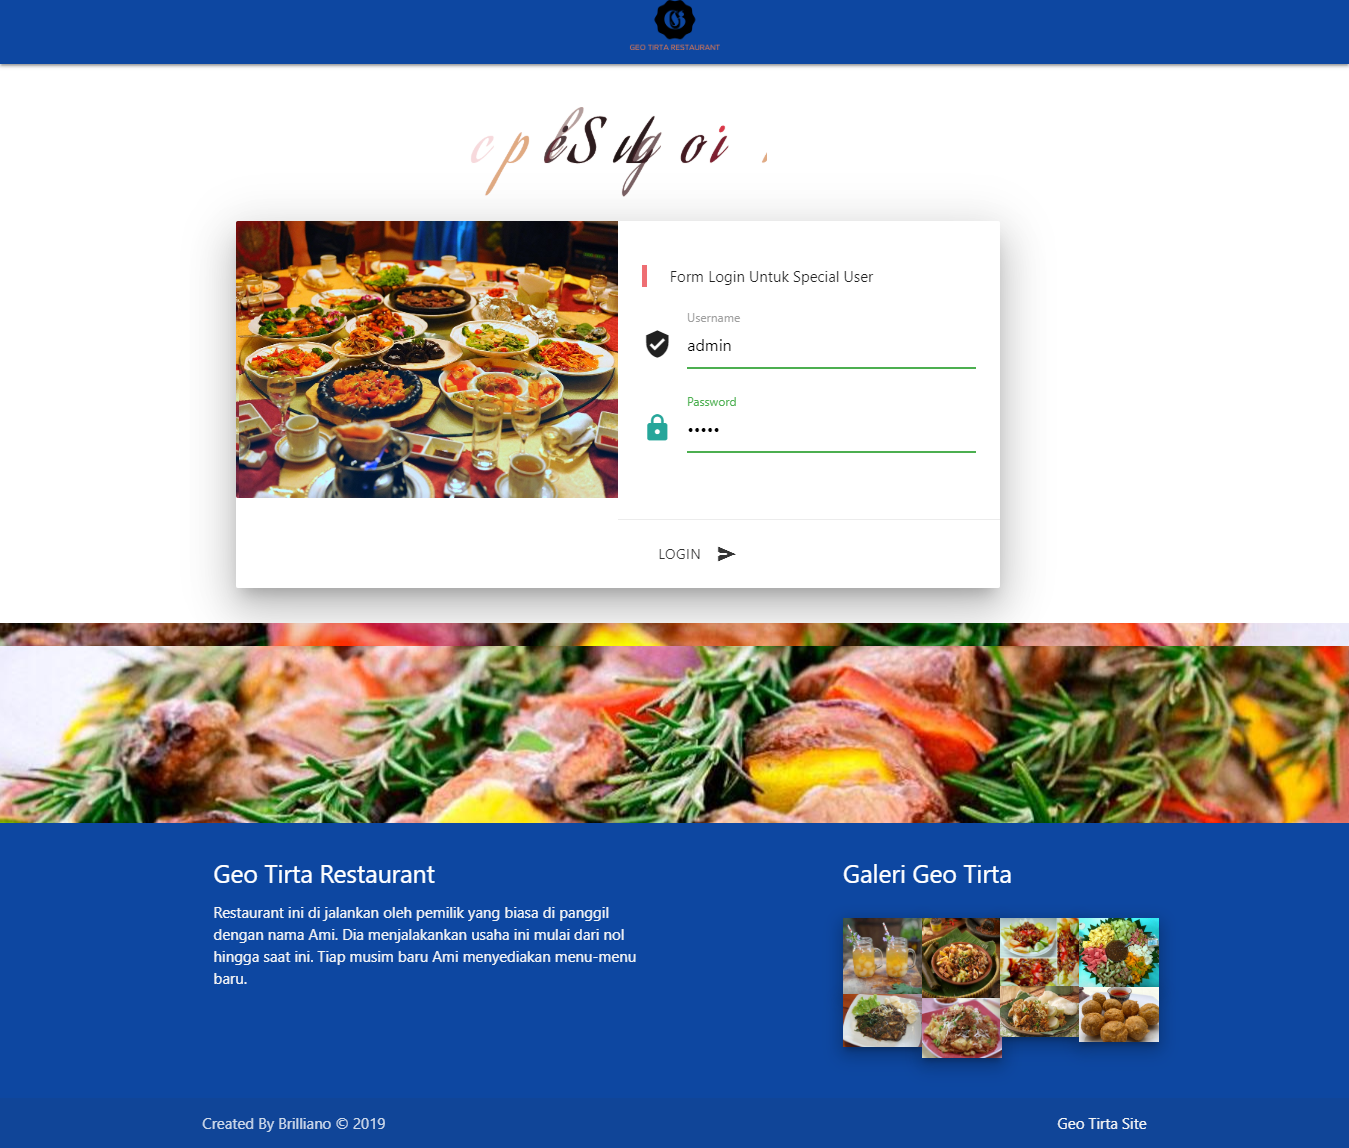 GEO TIRTA RESTAURANT
Form Login Untuk Special User
Username
admin
Password
•••••
LOGIN
Geo Tirta Restaurant
Restaurant ini di jalankan oleh pemilik yang biasa di panggil
dengan nama Ami. Dia menjalakankan usaha ini mulai dari nol
hingga saat ini. Tiap musim baru Ami menyediakan menu-menu
baru.
Galeri Geo Tirta
Created By Brilliano © 2019
Geo Tirta Site